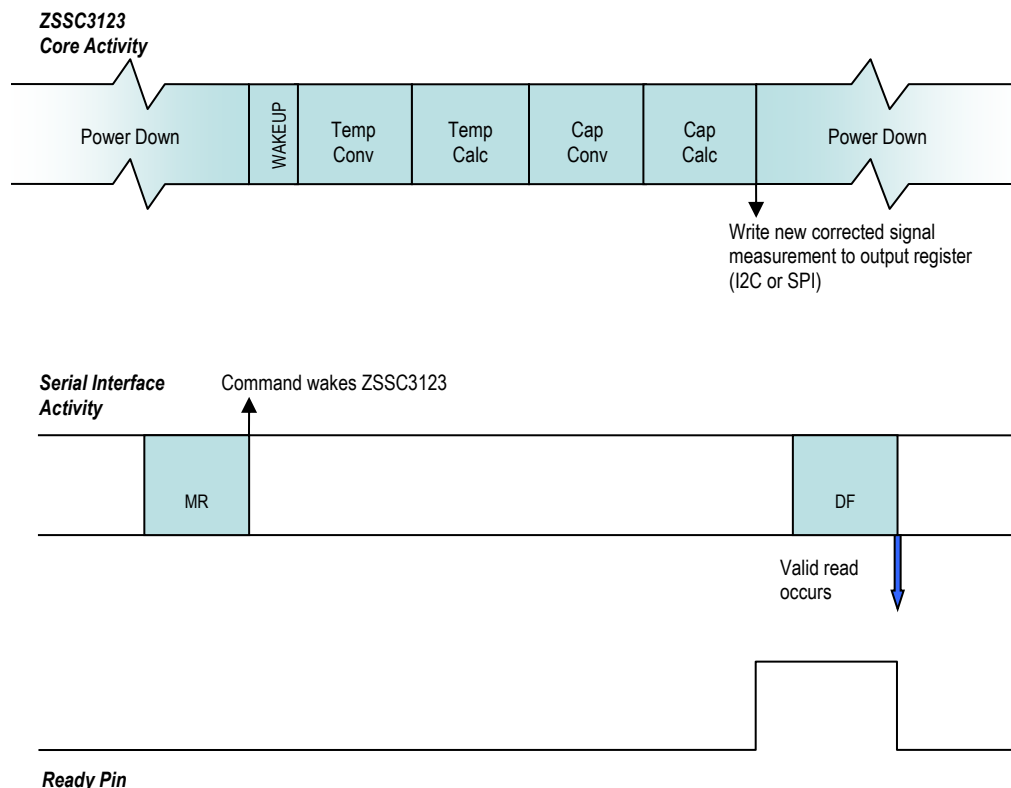 ZSSC3123
Core Activity
Power Down
WAKEUP
Temp
Conv
Temp
Calc
Cap
Conv
Cap
Calc
Power Down
Write new corrected signal
measurement to output register
(I2C or SPI)
Serial Interface
Activity
Command wakes ZSSC3123
MR
DF
Valid read
occurs
Ready Pin